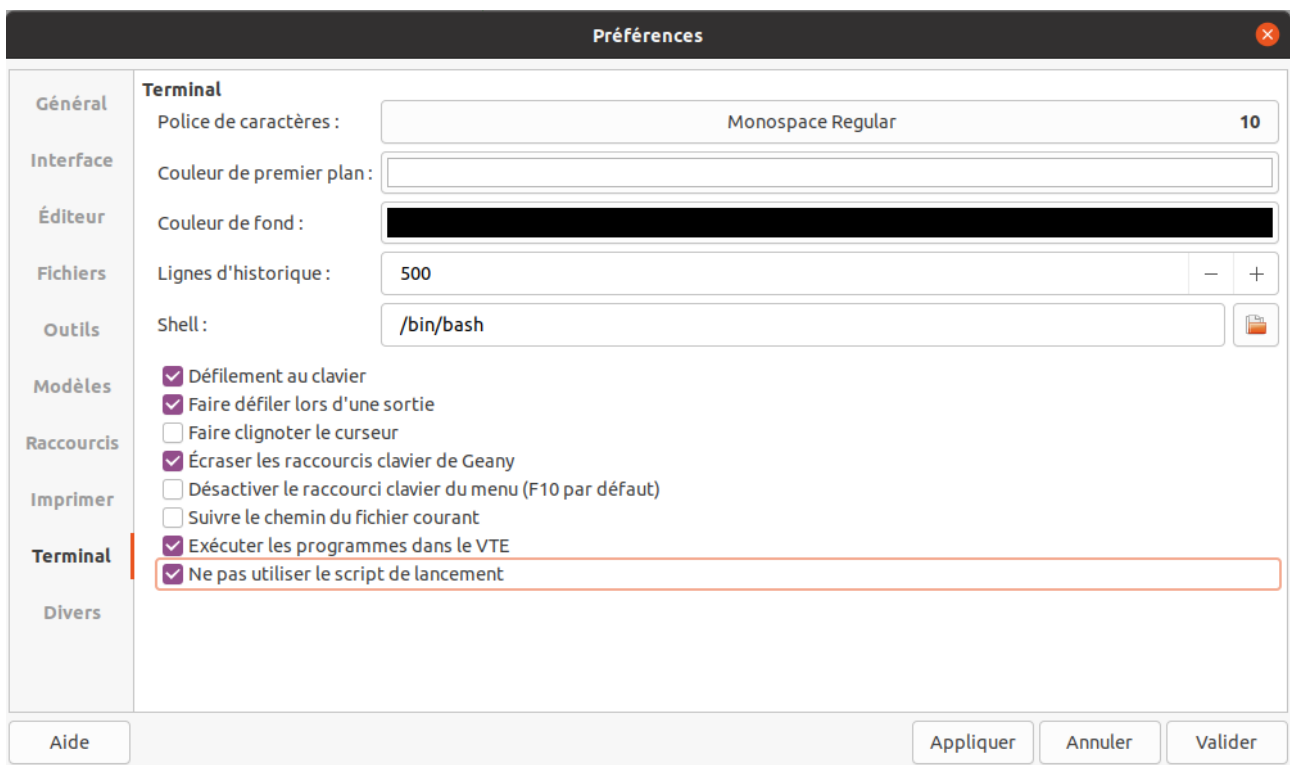 Préférences
Général
Interface
Éditeur
Fichiers
Outils
Modèles
Raccourcis
Imprimer
Terminal
Divers
Terminal
Police de caractères : Monospace Regular 10
Couleur de premier plan :
Couleur de fond :
Lignes d'historique : 500 − +
Shell : /bin/bash
Défilement au clavier
Faire défiler lors d'une sortie
Faire clignoter le curseur
Écraser les raccourcis clavier de Geany
Désactiver le raccourci clavier du menu (F10 par défaut)
Suivre le chemin du fichier courant
Exécuter les programmes dans le VTE
Ne pas utiliser le script de lancement
Aide Appliquer Annuler Valider